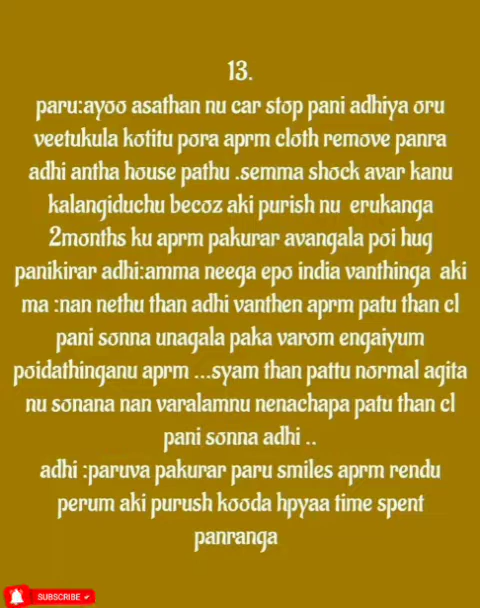 13.
paru:ayoo asathan nu car stop pani adhiya oru
veetukula kotitu pora aprm cloth remove panra
adhi antha house pathu .semma shock avar kanu
kalangiduchu becoz aki purish nu erukanga
2months ku aprm pakurar avangala poi hug
panikirar adhi:amma neega epo india vanthinga aki
ma :nan nethu than adhi vanthen aprm patu than cl
pani sonna unagala paka varom engaiyum
poidathinganu aprm ...syam than pattu normal agita
nu sonana nan varalamnu nenachapa patu than cl
pani sonna adhi ..
adhi :paruva pakurar paru smiles aprm rendu
perum aki purush kooda hpyaa time spent
panranga
SUBSCRIBE